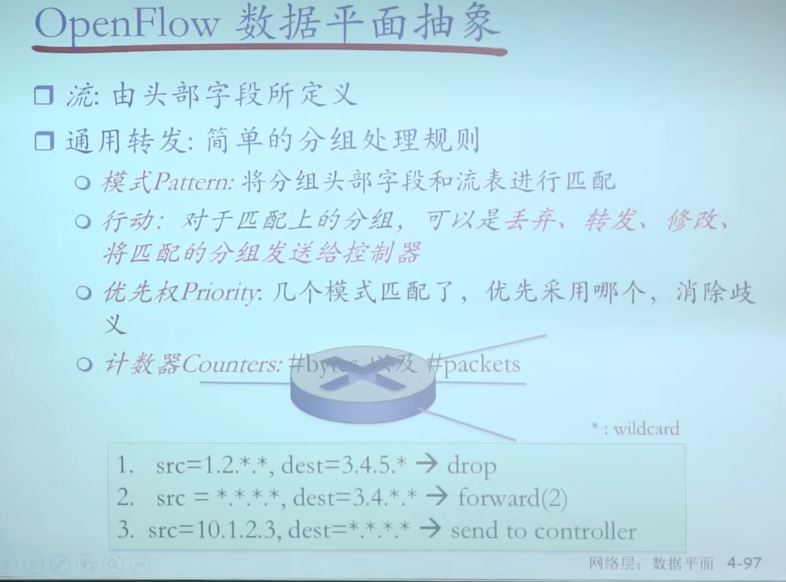 OpenFlow 数据平面抽象
流: 由头部字段所定义
通用转发: 简单的分组处理规则
模式Pattern: 将分组头部字段和流表进行匹配
行动：对于匹配上的分组，可以是丢弃、转发、修改、
将匹配的分组发送给控制器
优先权Priority: 几个模式匹配了，优先采用哪个，消除歧
义
计数器Counters: #bytes 以及 #packets
* : wildcard
1. src=1.2.*.*, dest=3.4.5.* → drop
2. src = *.*.*.*, dest=3.4.*.* → forward(2)
3. src=10.1.2.3, dest=*.*.*.* → send to controller
网络层：数据平面 4-97